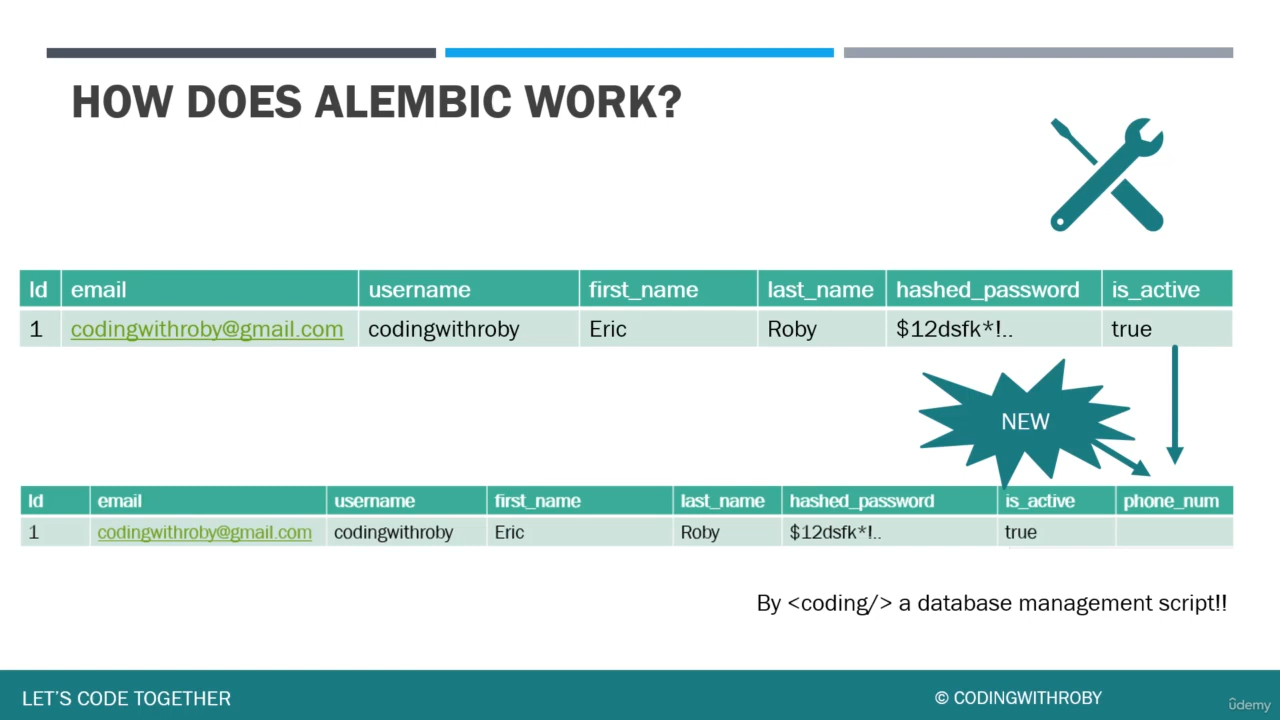 HOW DOES ALEMBIC WORK?
Id email username first_name last_name hashed_password is_active
1 codingwithroby@gmail.com codingwithroby Eric Roby $12dsfk*!.. true
NEW
Id email username first_name last_name hashed_password is_active phone_num
1 codingwithroby@gmail.com codingwithroby Eric Roby $12dsfk*!.. true
By <coding/> a database management script!!
LET'S CODE TOGETHER
© CODINGWITHROBY
ûdemy